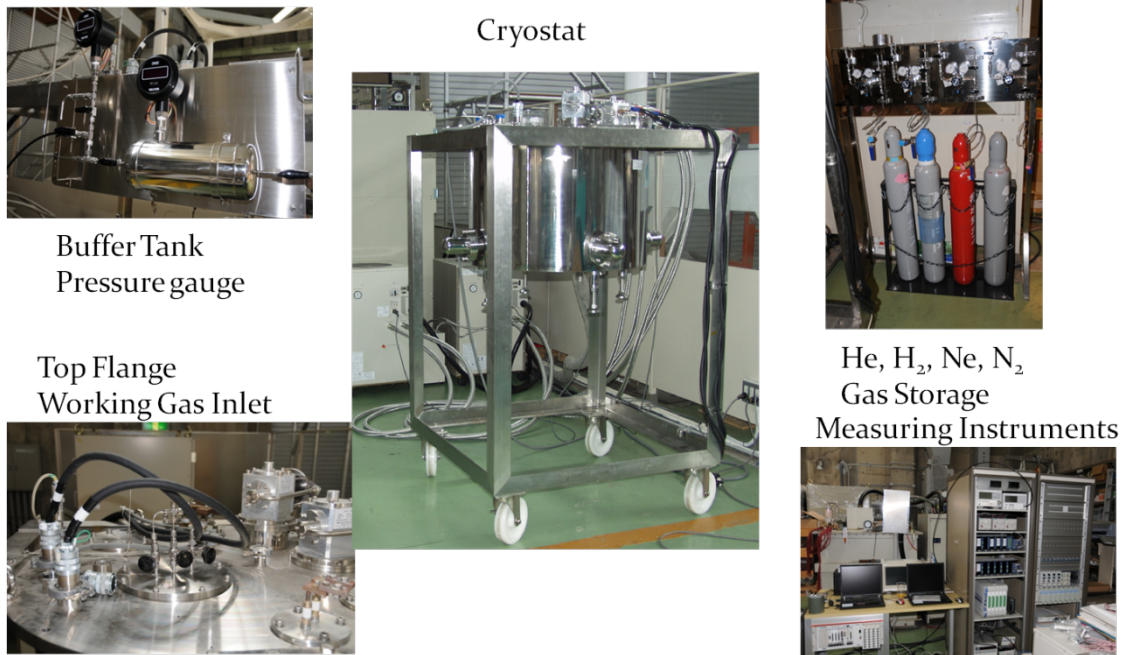 Cryostat
Buffer Tank
Pressure gauge
Top Flange
Working Gas Inlet
He, H₂, Ne, N₂
Gas Storage
Measuring Instruments